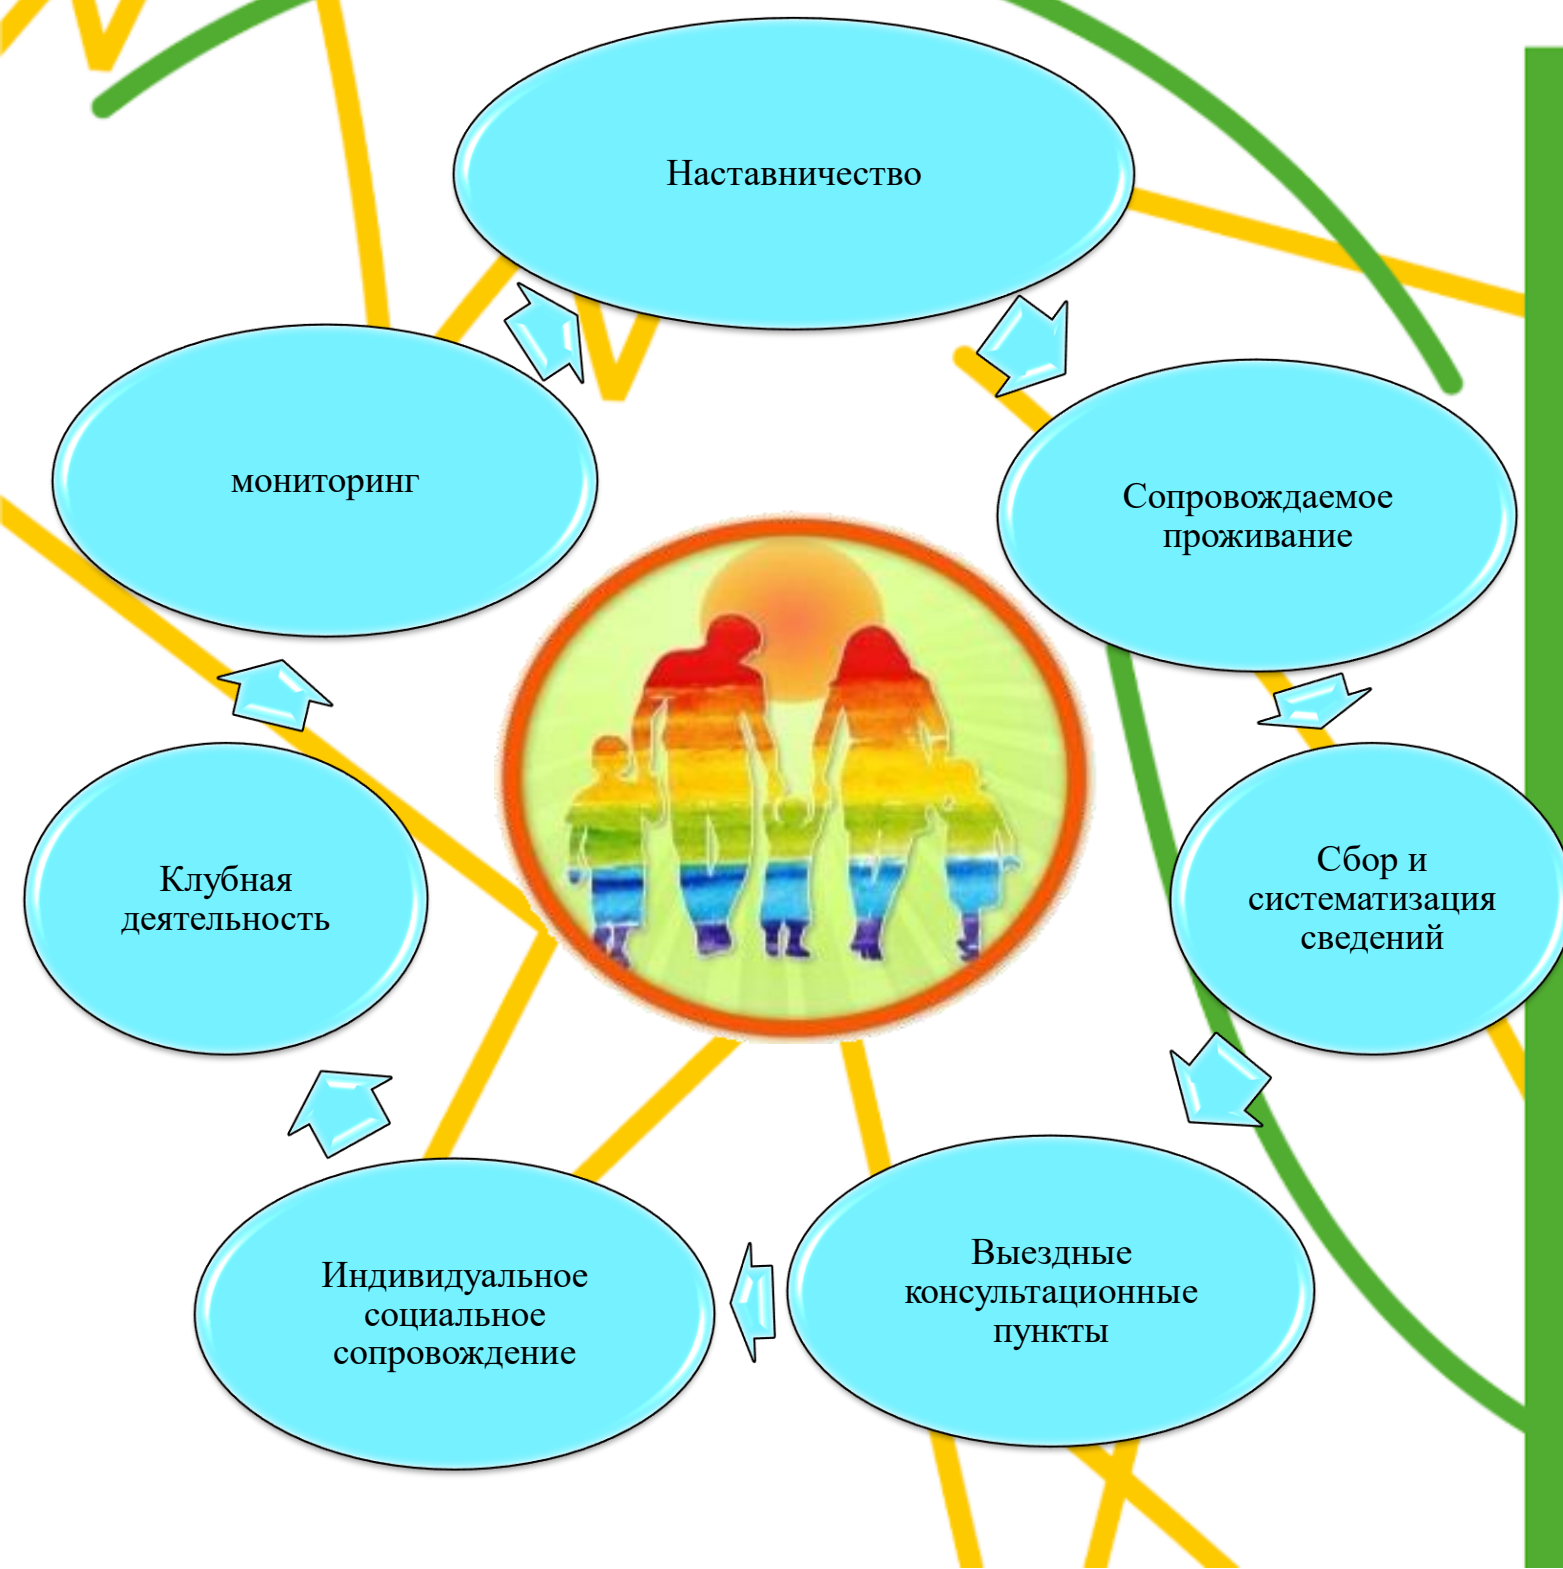 Наставничество
Сопровождаемое
проживание
Сбор и
систематизация
сведений
Выездные
консультационные
пункты
Индивидуальное
социальное
сопровождение
Клубная
деятельность
мониторинг